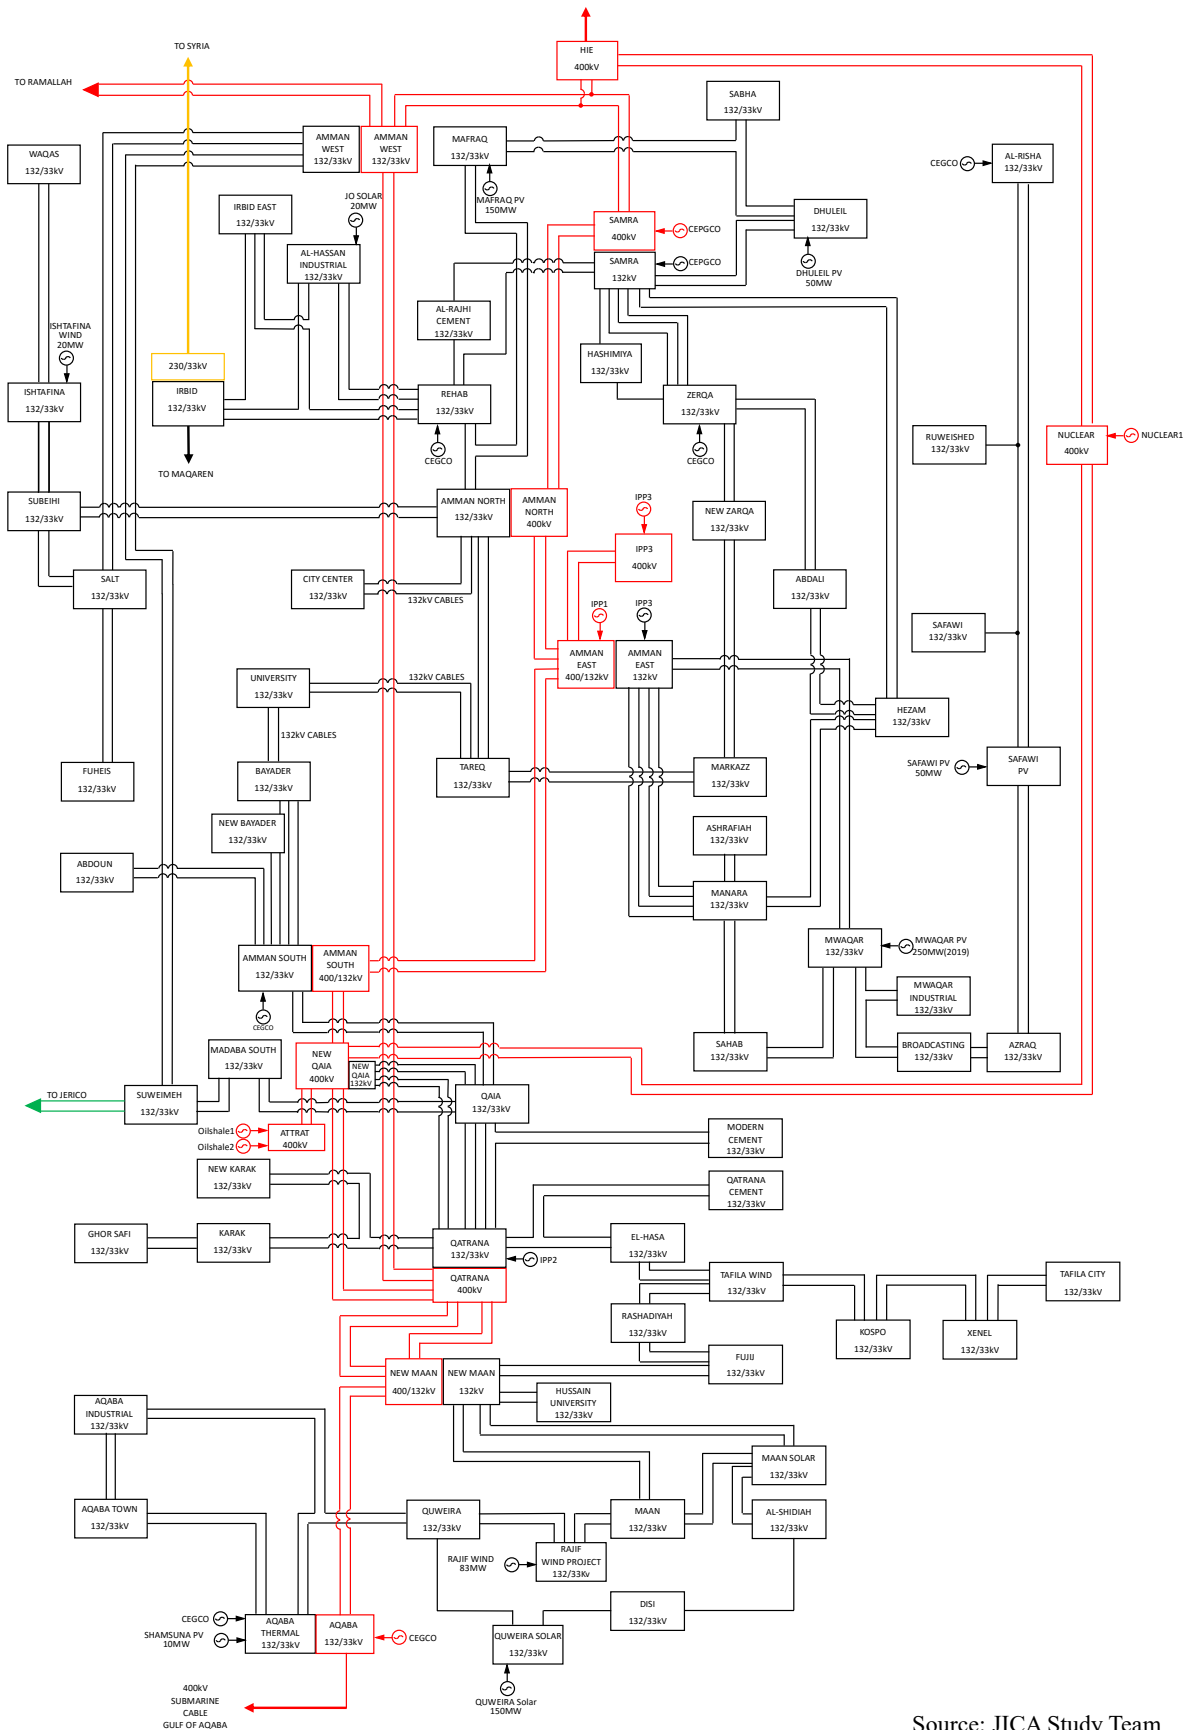 HIE
400kV
TO SYRIA
TO RAMALLAH
SABHA
132/33kV
AMMAN
WEST
132/33kV
AMMAN
WEST
132/33kV
MAFRAQ
132/33kV
WAQAS
132/33kV
AL-RISHA
132/33kV
CEGCO
JO SOLAR
20MW
MAFRAQ PV
150MW
IRBID EAST
132/33kV
SAMRA
400kV
CEPGCO
DHULEIL
132/33kV
AL-HASSAN
INDUSTRIAL
132/33kV
SAMRA
132kV
CEPGCO
DHULEIL PV
50MW
AL-RAJHI
CEMENT
132/33kV
ISHTAFINA
WIND
20MW
HASHIMIYA
132/33kV
230/33kV
IRBID
132/33kV
ISHTAFINA
132/33kV
REHAB
132/33kV
ZERQA
132/33kV
RUWEISHED
132/33kV
NUCLEAR
400kV
NUCLEAR1
CEGCO
CEGCO
TO MAQAREN
SUBEIHI
132/33kV
AMMAN NORTH
132/33kV
AMMAN
NORTH
400kV
IPP3
NEW ZARQA
132/33kV
IPP3
400kV
SALT
132/33kV
CITY CENTER
132/33kV
132kV CABLES
ABDALI
132/33kV
IPP1
IPP3
SAFAWI
132/33kV
AMMAN
EAST
400/132kV
AMMAN
EAST
132kV
UNIVERSITY
132/33kV
132kV CABLES
HEZAM
132/33kV
132kV CABLES
FUHEIS
132/33kV
BAYADER
132/33kV
TAREQ
132/33kV
MARKAZZ
132/33kV
SAFAWI PV
50MW
SAFAWI
PV
NEW BAYADER
132/33kV
ASHRAFIAH
132/33kV
ABDOUN
132/33kV
MANARA
132/33kV
AMMAN SOUTH
132/33kV
AMMAN
SOUTH
400/132kV
MWAQAR
132/33kV
MWAQAR PV
250MW(2019)
MWAQAR
INDUSTRIAL
132/33kV
CEGCO
MADABA SOUTH
132/33kV
NEW
QAIA
400kV
NEW
QAIA
132kV
SAHAB
132/33kV
BROADCASTING
132/33kV
AZRAQ
132/33kV
TO JERICO
SUWEIMEH
132/33kV
QAIA
132/33kV
Oilshale1
Oilshale2
ATTRAT
400kV
MODERN
CEMENT
132/33kV
NEW KARAK
132/33kV
QATRANA
CEMENT
132/33kV
GHOR SAFI
132/33kV
KARAK
132/33kV
QATRANA
132/33kV
IPP2
EL-HASA
132/33kV
QATRANA
400kV
TAFILA WIND
132/33kV
TAFILA CITY
132/33kV
RASHADIYAH
132/33kV
KOSPO
132/33kV
XENEL
132/33kV
NEW MAAN
400/132kV
NEW MAAN
132kV
FUJIJ
132/33kV
HUSSAIN
UNIVERSITY
132/33kV
AQABA
INDUSTRIAL
132/33kV
MAAN SOLAR
132/33kV
AQABA TOWN
132/33kV
QUWEIRA
132/33kV
MAAN
132/33kV
AL-SHIDIAH
132/33kV
RAJIF WIND
83MW
RAJIF
WIND PROJECT
132/33Kv
DISI
132/33kV
CEGCO
SHAMSUNA PV
10MW
AQABA
THERMAL
132/33kV
AQABA
132/33kV
CEGCO
QUWEIRA SOLAR
132/33kV
QUWEIRA Solar
150MW
400kV
SUBMARINE
CABLE
GULF OF AQABA
Source: JICA Study Team